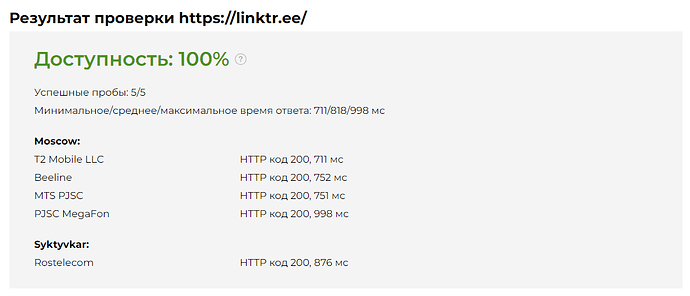 Результат проверки https://linktr.ee/
Доступность: 100% ?
Успешные пробы: 5/5
Минимальное/среднее/максимальное время ответа: 711/818/998 мс
Moscow:
T2 Mobile LLC HTTP код 200, 711 мс
Beeline HTTP код 200, 752 мс
MTS PJSC HTTP код 200, 751 мс
PJSC MegaFon HTTP код 200, 998 мс
Syktyvkar:
Rostelecom HTTP код 200, 876 мс